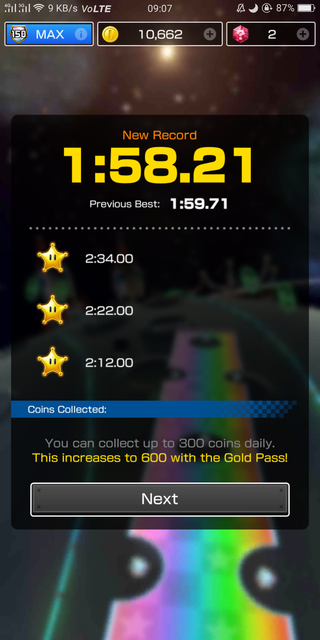 9 KB/s VoLTE 09:07 87%
150 MAX i 10,662 + 2 +
New Record
1:58.21
Previous Best: 1:59.71
2:34.00
2:22.00
2:12.00
Coins Collected:
You can collect up to 300 coins daily.
This increases to 600 with the Gold Pass!
Next